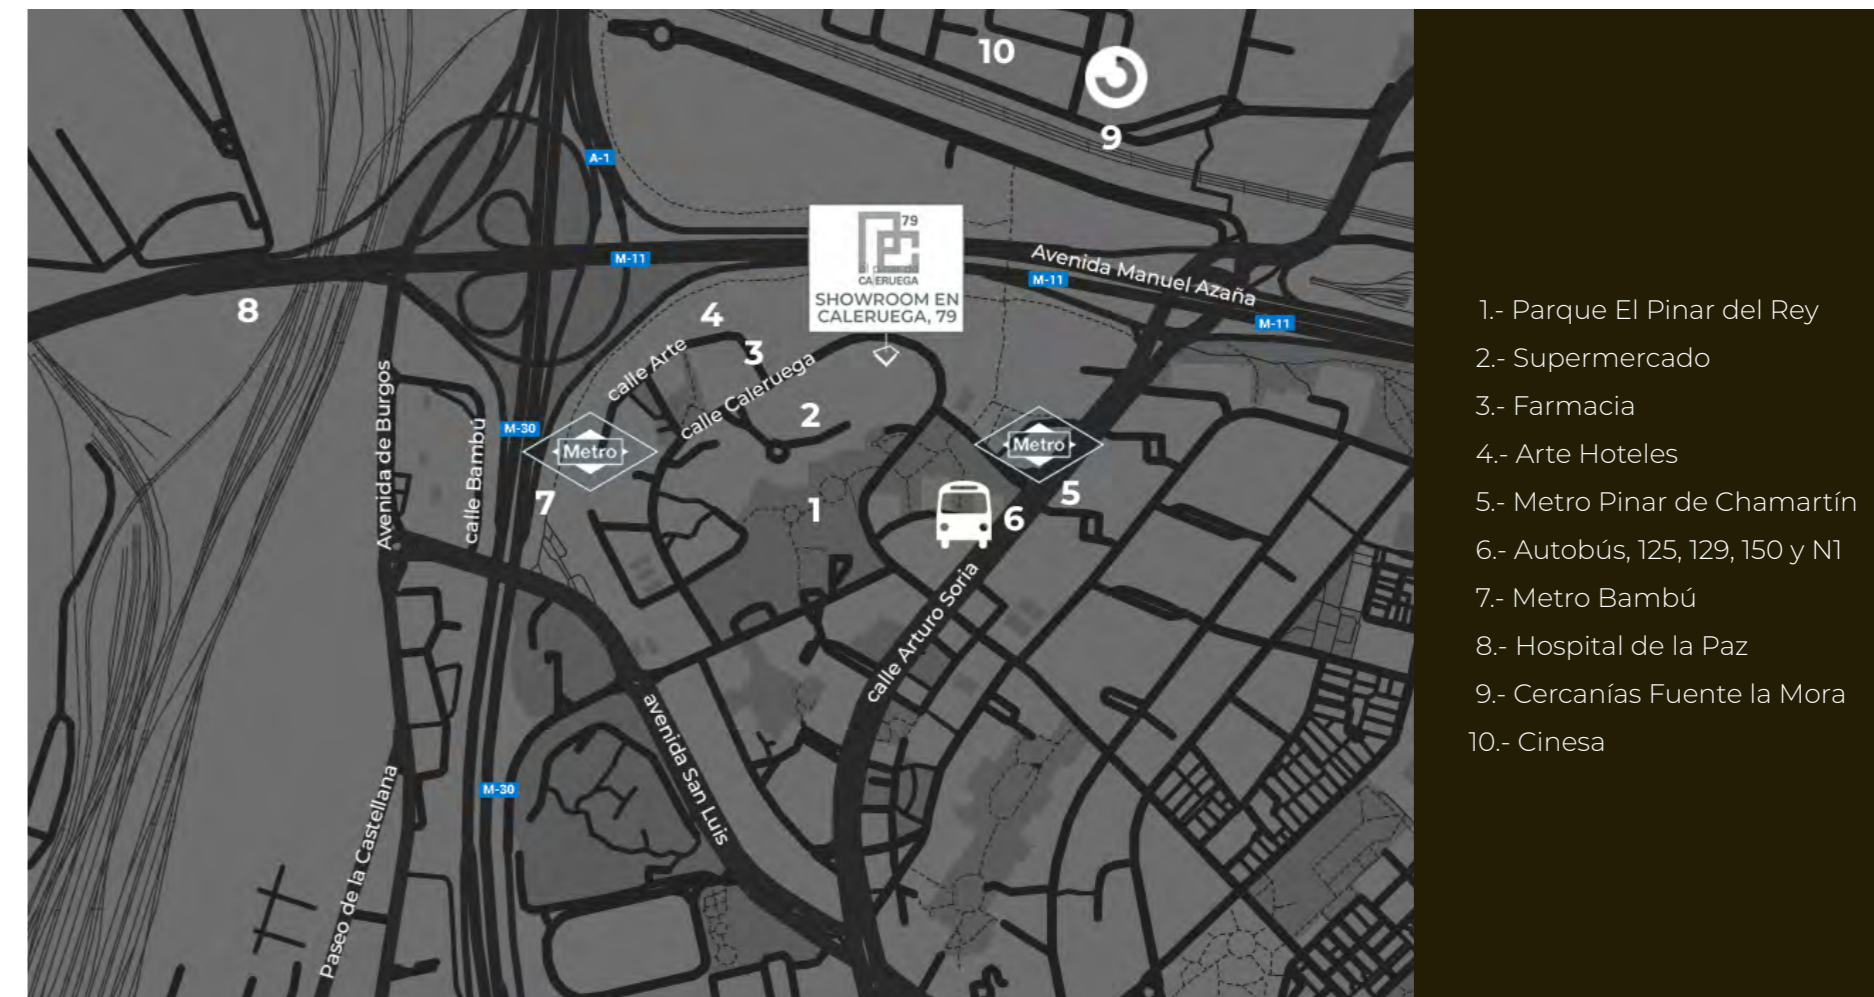 10
9
A-1
79
CALERUEGA
SHOWROOM EN
CALERUEGA, 79
M-11
Avenida Manuel Azaña
M-11
M-11
8
4
3
calle Arte
calle Caleruega
2
Avenida de Burgos
calle Bambú
M-30
Metro
Metro
7
1
5
6
calle Arturo Soria
avenida San Luis
M-30
Paseo de la Castellana
1.- Parque El Pinar del Rey
2.- Supermercado
3.- Farmacia
4.- Arte Hoteles
5.- Metro Pinar de Chamartín
6.- Autobús, 125, 129, 150 y N1
7.- Metro Bambú
8.- Hospital de la Paz
9.- Cercanías Fuente la Mora
10.- Cinesa